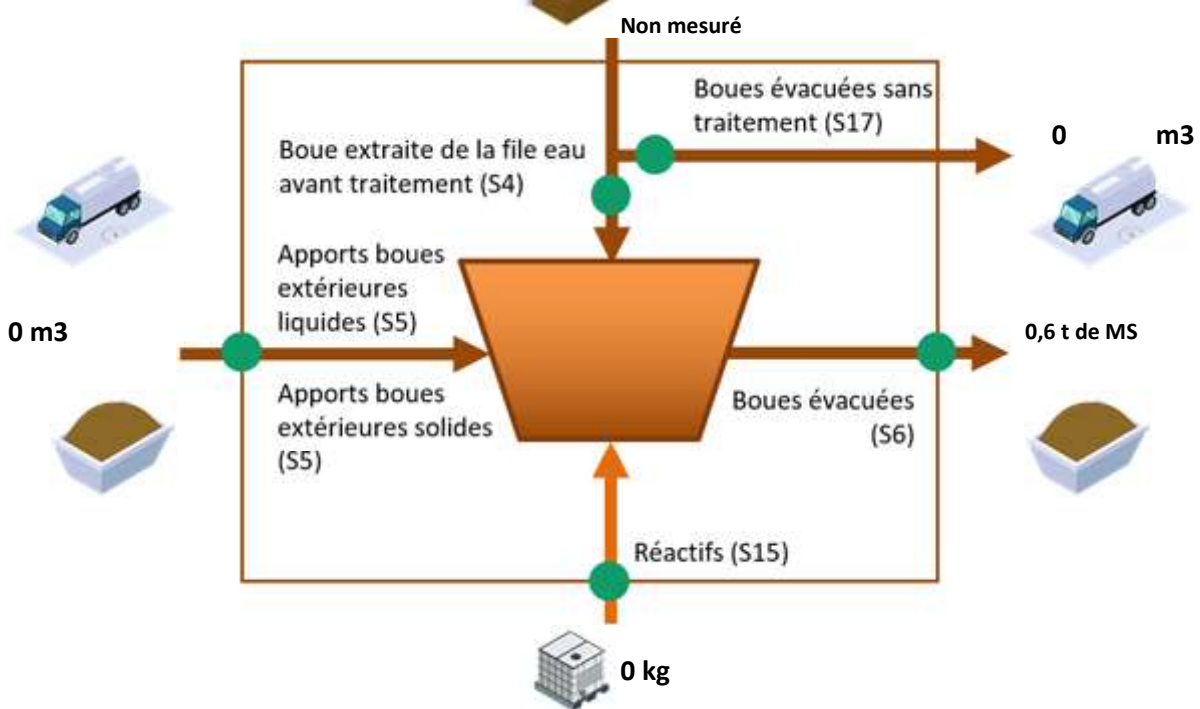 Non mesuré
Boues évacuées sans
traitement (S17)
0 m3
Boue extraite de la file eau
avant traitement (S4)
Apports boues
extérieures
liquides (S5)
0 m3
0,6 t de MS
Apports boues
extérieures solides
(S5)
Boues évacuées
(S6)
Réactifs (S15)
0 kg